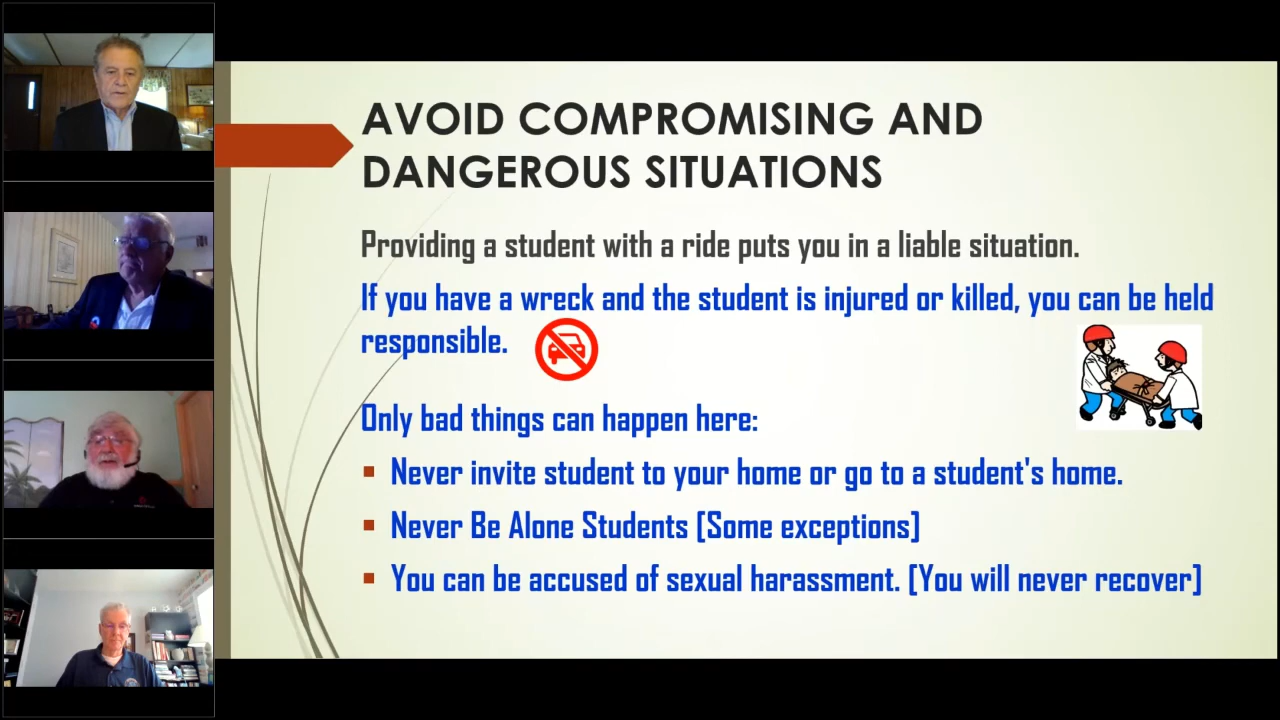 AVOID COMPROMISING AND
DANGEROUS SITUATIONS
Providing a student with a ride puts you in a liable situation.
If you have a wreck and the student is injured or killed, you can be held
responsible.
Only bad things can happen here:
Never invite student to your home or go to a student's home.
Never Be Alone Students [Some exceptions]
You can be accused of sexual harassment. [You will never recover]